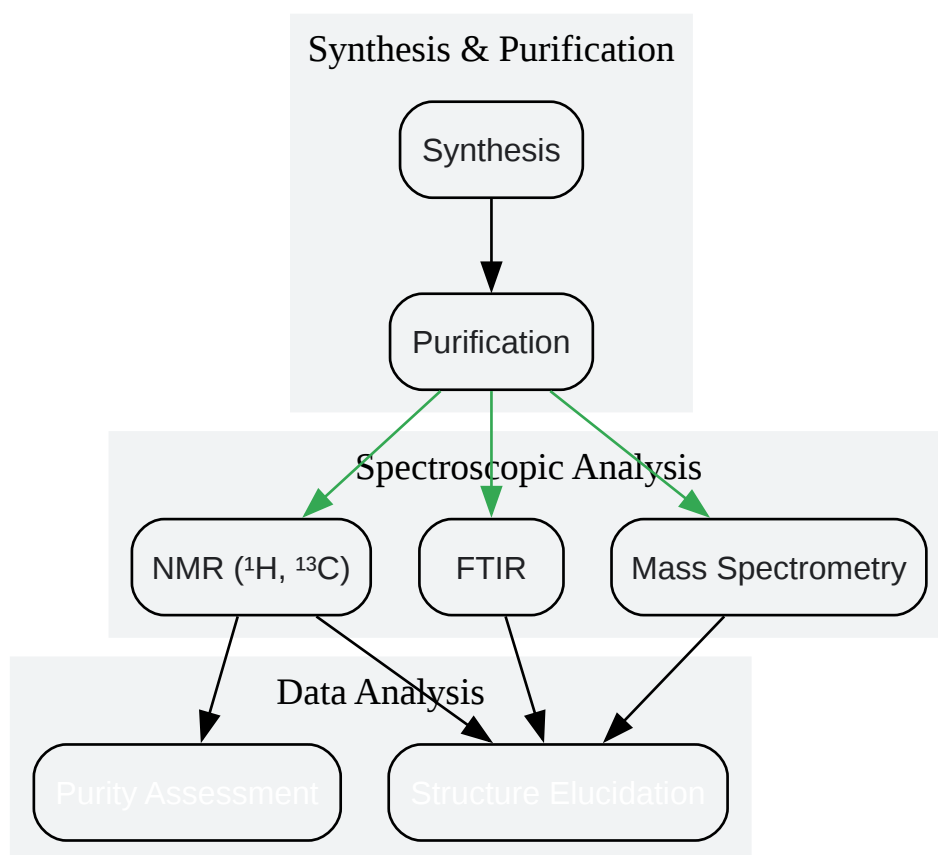 Synthesis & Purification
Synthesis
Purification
Spectroscopic Analysis
NMR (¹H, ¹³C)
FTIR
Mass Spectrometry
Data Analysis
Purity Assessment
Structure Elucidation